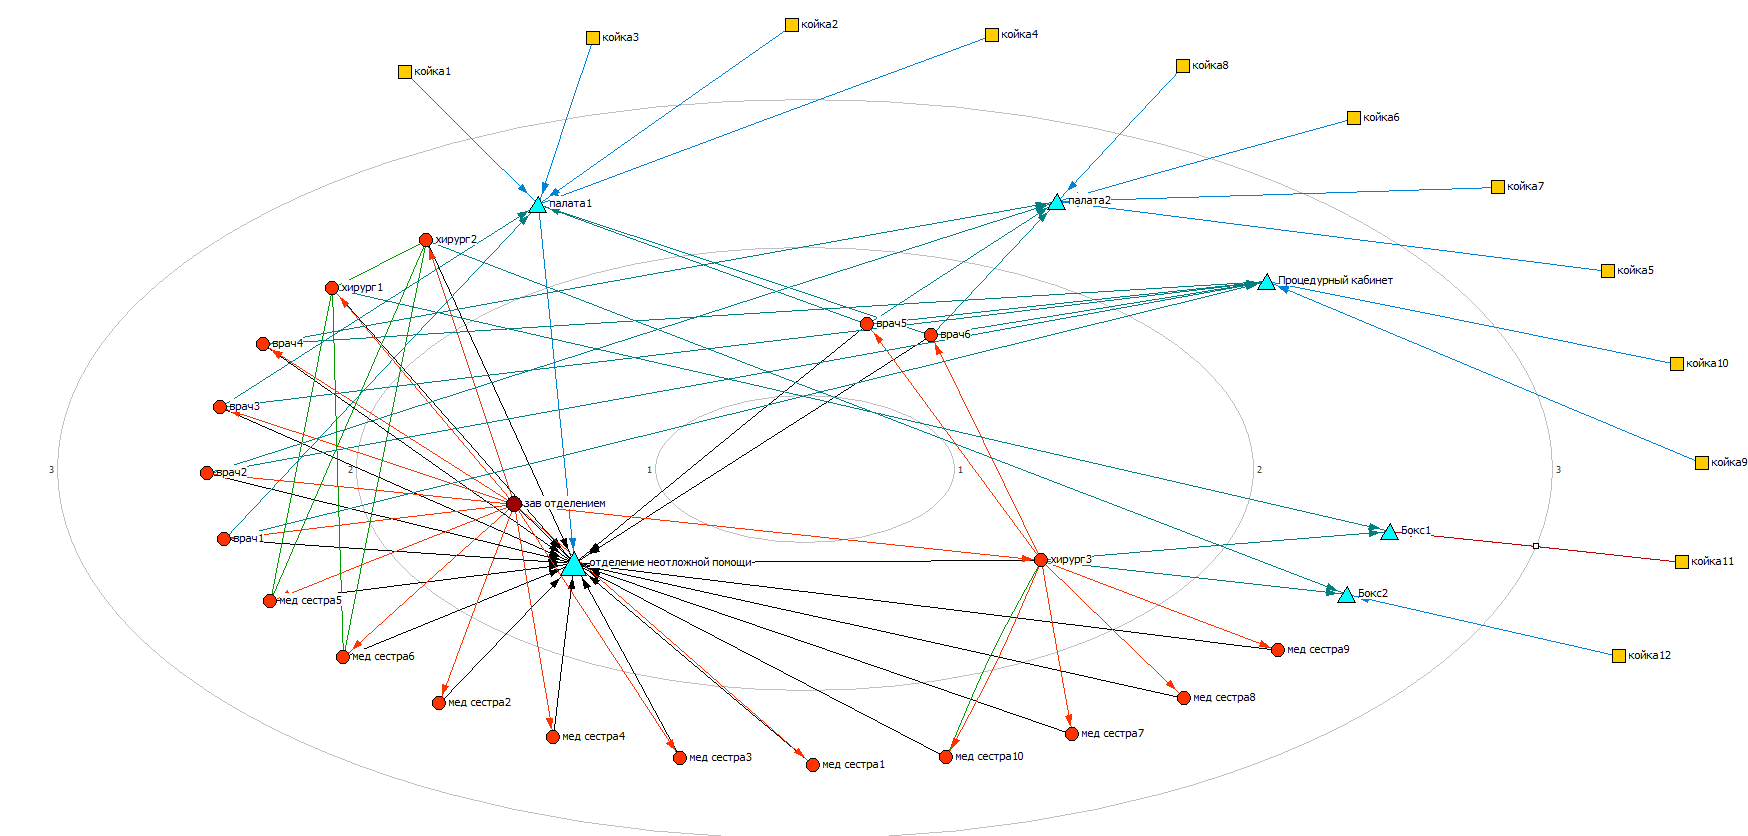 койка2
койка3
койка4
койка8
койка1
койка6
койка7
палата1
палата2
хирург2
койка5
Процедурный кабинет
хирург1
врач5
врач6
врач4
койка10
врач3
койка9
3
2
1
1
2
3
врач2
зав отделением
Бокс1
врач1
отделение неотложной помощи
хирург3
койка11
Бокс2
мед сестра5
мед сестра9
койка12
мед сестра6
мед сестра8
мед сестра2
мед сестра7
мед сестра4
мед сестра3
мед сестра10
мед сестра1